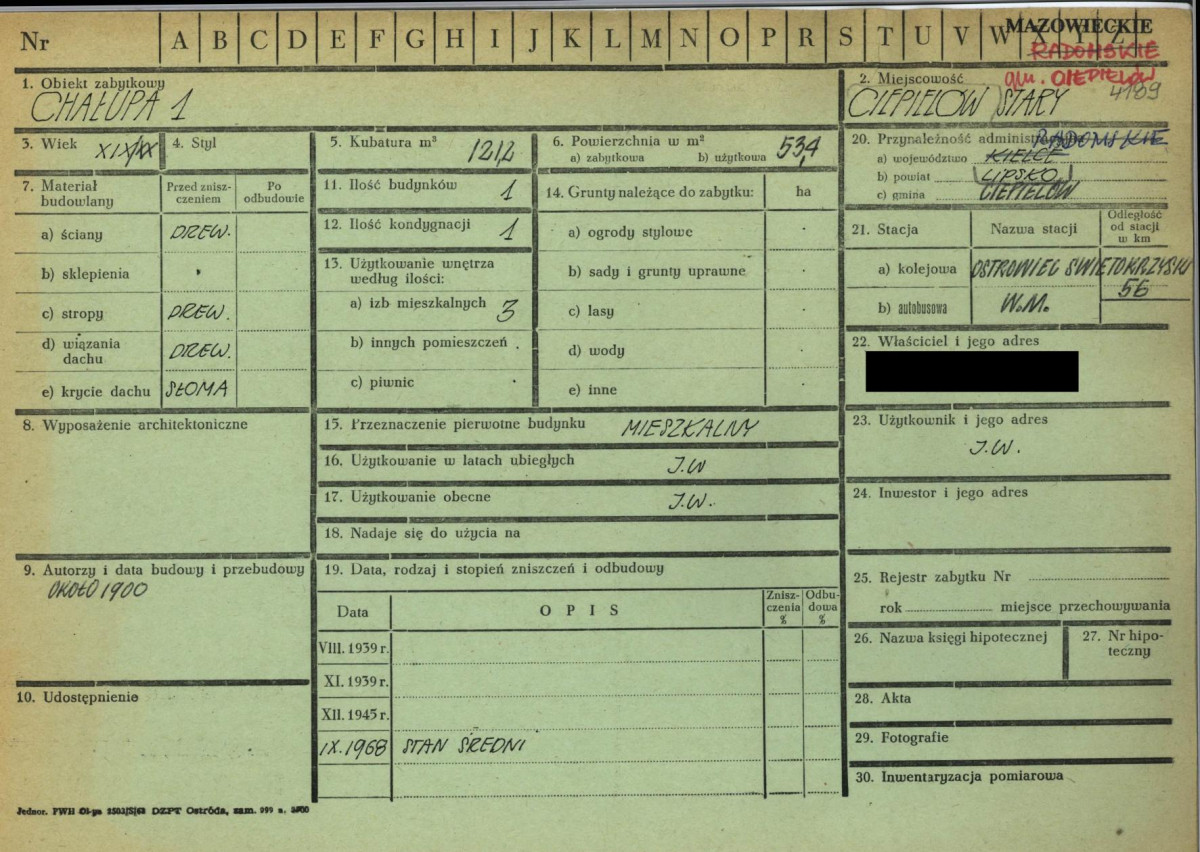 Nr A B C D E F G H I J K L M N O P R S T U V W X Y Z
MAZOWIECKIE
RADOMSKIE
gm. CIEPIELÓW
4189
1. Obiekt zabytkowy
CHAŁUPA 1
2. Miejscowość
CIEPIELÓW STARY
3. Wiek XIX/XX
4. Styl
5. Kubatura m³ 121,2
6. Powierzchnia w m²
a) zabytkowa b) użytkowa 53,4
7. Materiał budowlany
Przed zniszczeniem
Po odbudowie
a) ściany DREW.
b) sklepienia
c) stropy DREW.
d) wiązania dachu DREW.
e) krycie dachu SŁOMA
8. Wyposażenie architektoniczne
9. Autorzy i data budowy i przebudowy
OKOŁO 1900
10. Udostępnienie
11. Ilość budynków 1
12. Ilość kondygnacji 1
13. Użytkowanie wnętrza według ilości:
a) izb mieszkalnych 3
b) innych pomieszczeń
c) piwnic
14. Grunty należące do zabytku: ha
a) ogrody stylowe
b) sady i grunty uprawne
c) lasy
d) wody
e) inne
15. Przeznaczenie pierwotne budynku MIESZKALNY
16. Użytkowanie w latach ubiegłych J.W
17. Użytkowanie obecne J.W.
18. Nadaje się do użycia na
19. Data, rodzaj i stopień zniszczeń i odbudowy
Data OPIS Zniszczenia % Odbudowa %
VIII. 1939 r.
XI. 1939 r.
XII. 1945 r.
IX. 1968 STAN ŚREDNI
20. Przynależność administracyjna
RADOMSKIE
a) województwo KIELCE
b) powiat LIPSKO
c) gmina CIEPIELÓW
21. Stacja Nazwa stacji Odległość od stacji w km
a) kolejowa OSTROWIEC ŚWIETOKRZYSKI 56
b) autobusowa W.M.
22. Właściciel i jego adres
23. Użytkownik i jego adres
J.W.
24. Inwestor i jego adres
25. Rejestr zabytku Nr
rok miejsce przechowywania
26. Nazwa księgi hipotecznej
27. Nr hipoteczny
28. Akta
29. Fotografie
30. Inwentaryzacja pomiarowa